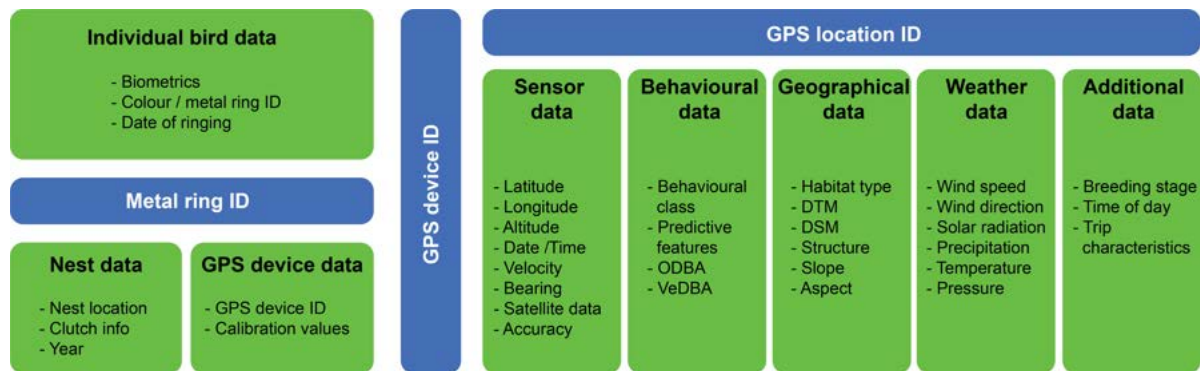 Individual bird data
- Biometrics
- Colour / metal ring ID
- Date of ringing
Metal ring ID
Nest data
- Nest location
- Clutch info
- Year
GPS device data
- GPS device ID
- Calibration values
GPS device ID
GPS location ID
Sensor
data
- Latitude
- Longitude
- Altitude
- Date /Time
- Velocity
- Bearing
- Satellite data
- Accuracy
Behavioural
data
- Behavioural
class
- Predictive
features
- ODBA
- VeDBA
Geographical
data
- Habitat type
- DTM
- DSM
- Structure
- Slope
- Aspect
Weather
data
- Wind speed
- Wind direction
- Solar radiation
- Precipitation
- Temperature
- Pressure
Additional
data
- Breeding stage
- Time of day
- Trip
characteristics